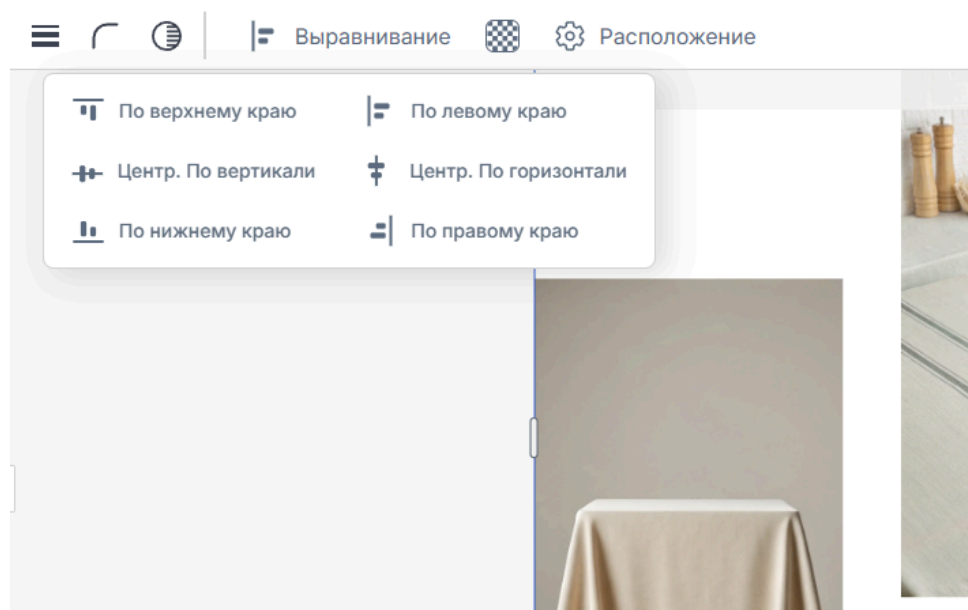 Выравнивание Расположение
По верхнему краю По левому краю
Центр. По вертикали Центр. По горизонтали
По нижнему краю По правому краю